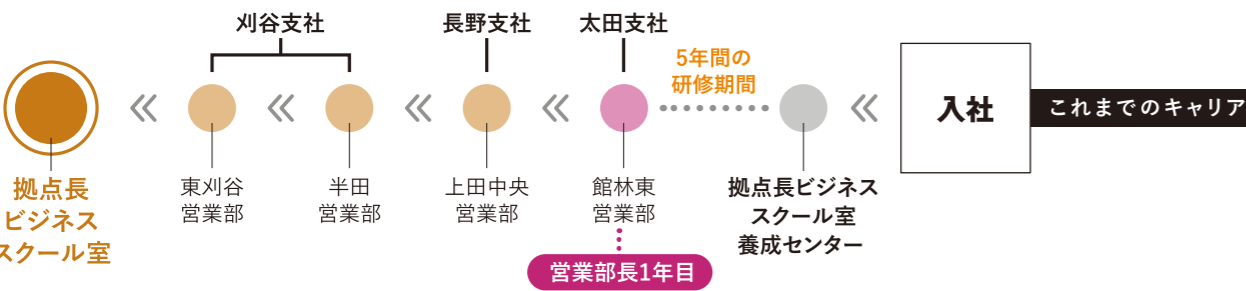 これまでのキャリア
入社
拠点長ビジネス
スクール室
養成センター
5年間の
研修期間
太田支社
館林東
営業部
営業部長1年目
長野支社
上田中央
営業部
刈谷支社
半田
営業部
東刈谷
営業部
拠点長
ビジネス
スクール室